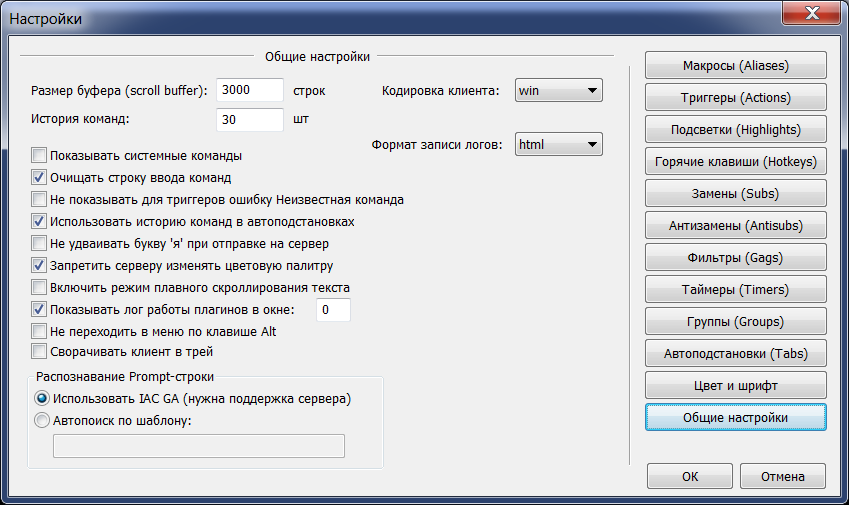 Настройки
Общие настройки
Размер буфера (scroll buffer): 3000 строк
Кодировка клиента: win
История команд: 30 шт
Формат записи логов: html
Показывать системные команды
Очищать строку ввода команд
Не показывать для триггеров ошибку Неизвестная команда
Использовать историю команд в автоподстановках
Не удваивать букву 'я' при отправке на сервер
Запретить серверу изменять цветовую палитру
Включить режим плавного скроллирования текста
Показывать лог работы плагинов в окне: 0
Не переходить в меню по клавише Alt
Сворачивать клиент в трей
Распознавание Prompt-строки
Использовать IAC GA (нужна поддержка сервера)
Автопоиск по шаблону:
Макросы (Aliases)
Триггеры (Actions)
Подсветки (Highlights)
Горячие клавиши (Hotkeys)
Замены (Subs)
Антизамены (Antisubs)
Фильтры (Gags)
Таймеры (Timers)
Группы (Groups)
Автоподстановки (Tabs)
Цвет и шрифт
Общие настройки
OK
Отмена